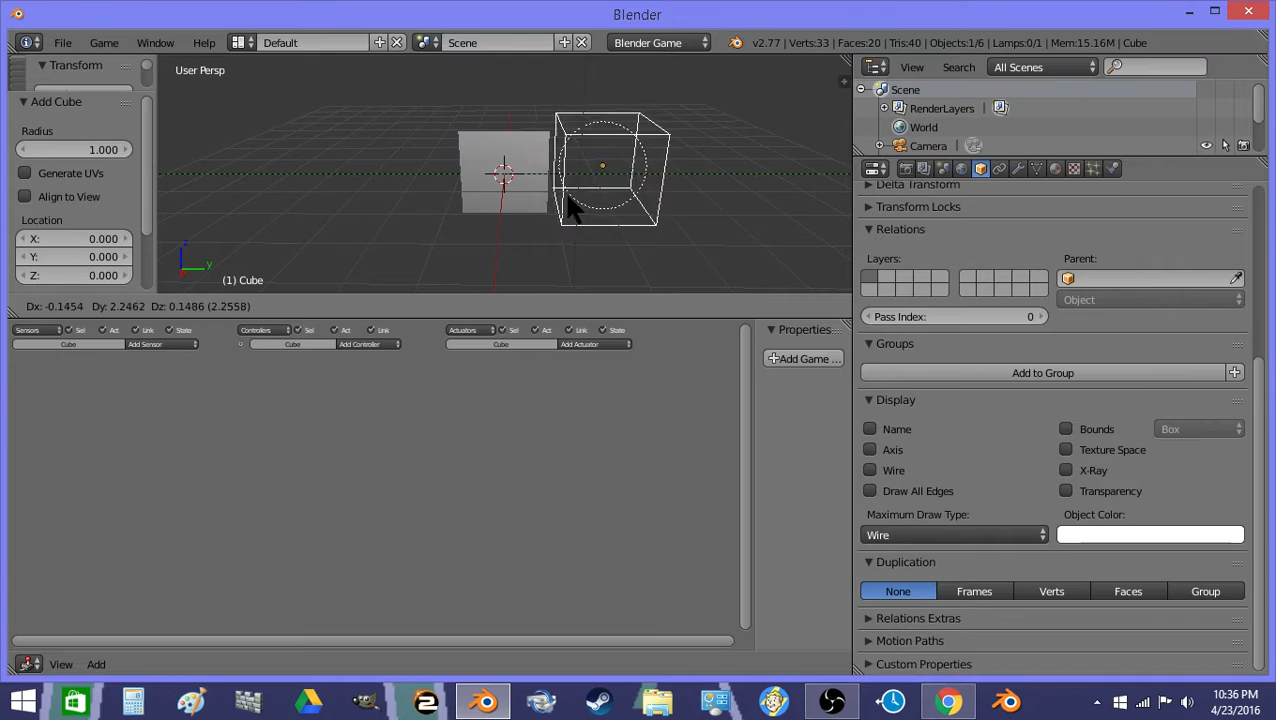 Blender
File Game Window Help Default Scene Blender Game v2.77 | Verts:33 | Faces:20 | Tris:40 | Objects:1/6 | Lamps:0/1 | Mem:15.16M | Cube
Transform
View Search All Scenes
User Persp
Scene
Add Cube
RenderLayers
World
Camera
Radius
1.000
Generate UVs
Align to View
Location
X: 0.000
Y: 0.000
Z: 0.000
z
y
(1) Cube
Dx: -0.1454 Dy: 2.2462 Dz: 0.1486 (2.2558)
Sensors Sel Act Link State Controllers Sel Act Link Actuators Sel Act Link State
Cube Add Sensor Cube Add Controller Cube Add Actuator
Properties
Add Game ...
View Add
Delta Transform
Transform Locks
Relations
Layers: Parent:
Object
Pass Index: 0
Groups
Add to Group
Display
Name Bounds Box
Axis Texture Space
Wire X-Ray
Draw All Edges Transparency
Maximum Draw Type: Object Color:
Wire
Duplication
None Frames Verts Faces Group
Relations Extras
Motion Paths
Custom Properties
10:36 PM
4/23/2016